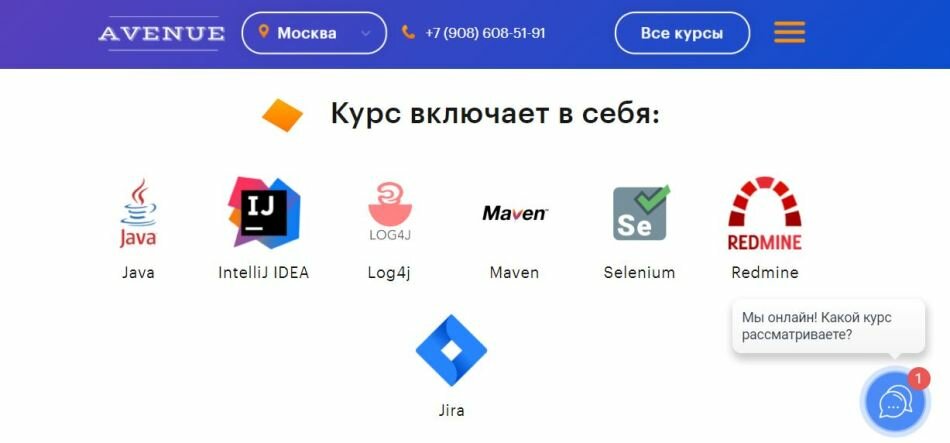 AVENUE
Москва
+7 (908) 608-51-91
Все курсы
Курс включает в себя:
Java
IJ
LOG4J
Maven
Se
REDMINE
Java
IntelliJ IDEA
Log4j
Maven
Selenium
Redmine
Мы онлайн! Какой курс
рассматриваете?
1
Jira